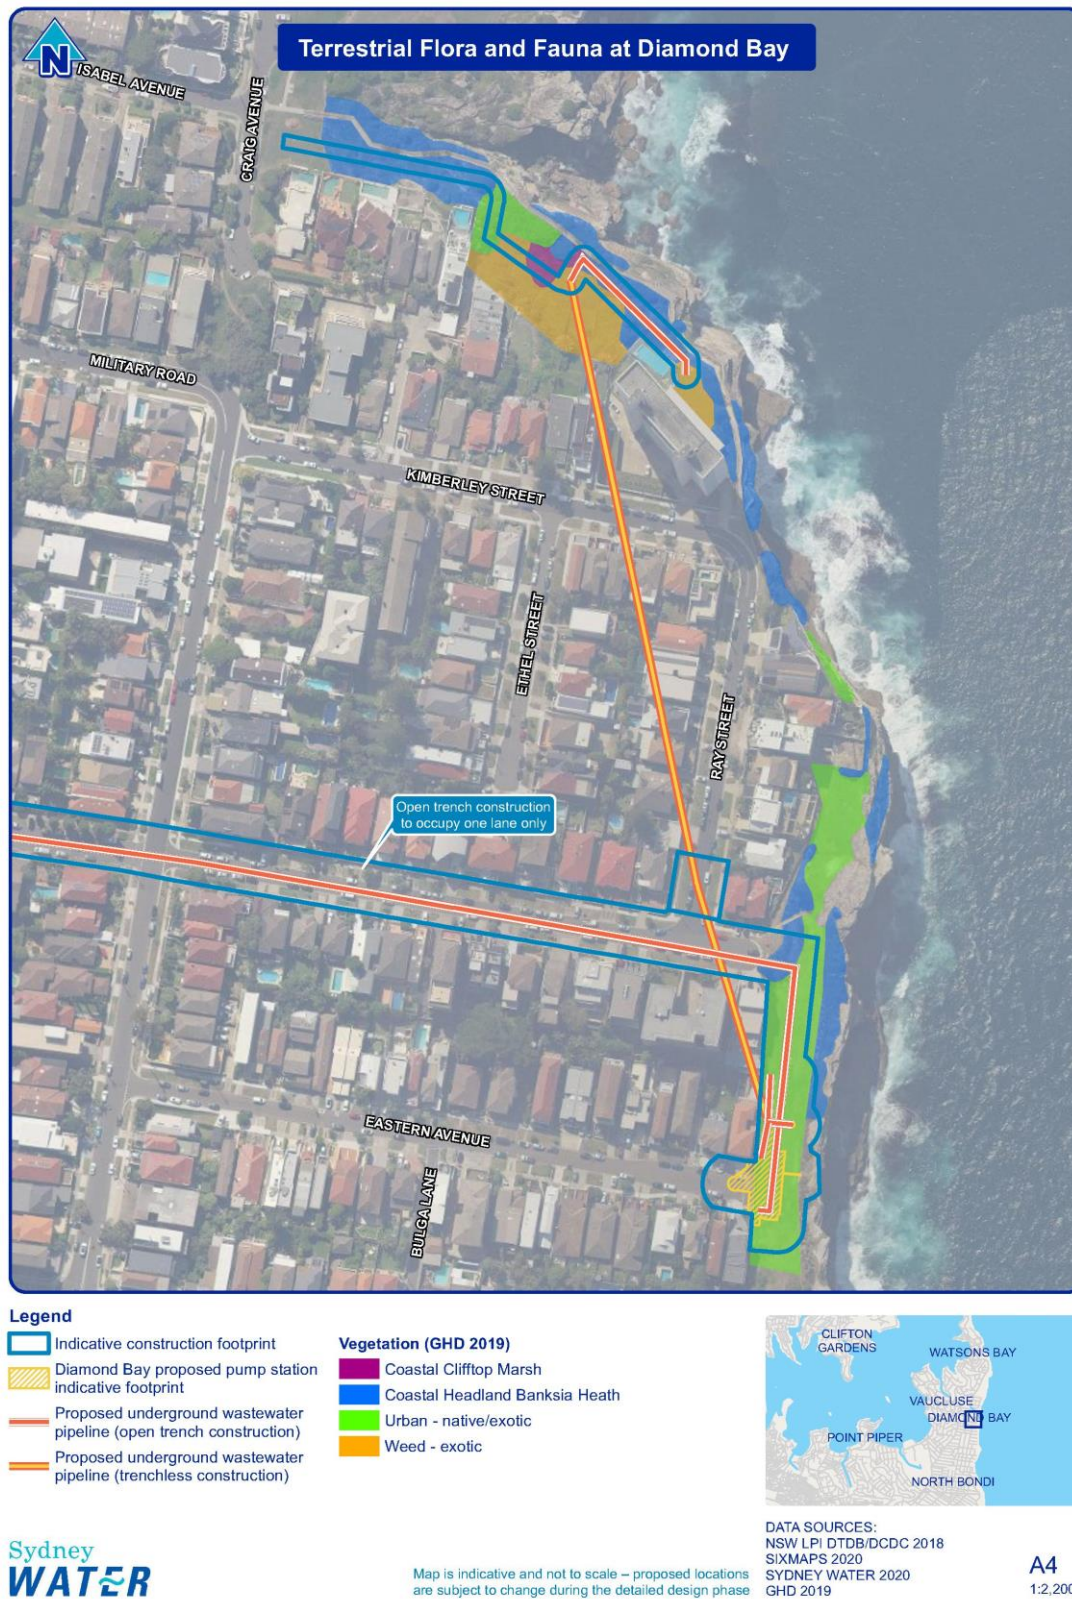 Terrestrial Flora and Fauna at Diamond Bay
N
ISABEL AVENUE
CRAIG AVENUE
MILITARY ROAD
KIMBERLEY STREET
ETHEL STREET
RAY STREET
Open trench construction
to occupy one lane only
EASTERN AVENUE
BULGA LANE
Legend
Indicative construction footprint
Diamond Bay proposed pump station
indicative footprint
Proposed underground wastewater
pipeline (open trench construction)
Proposed underground wastewater
pipeline (trenchless construction)
Vegetation (GHD 2019)
Coastal Clifftop Marsh
Coastal Headland Banksia Heath
Urban - native/exotic
Weed - exotic
CLIFTON
GARDENS
WATSONS BAY
VAUCLUSE
DIAMOND BAY
POINT PIPER
NORTH BONDI
Sydney
WATER
Map is indicative and not to scale – proposed locations
are subject to change during the detailed design phase
DATA SOURCES:
NSW LPI DTDB/DCDC 2018
SIXMAPS 2020
SYDNEY WATER 2020
GHD 2019
A4
1:2,200